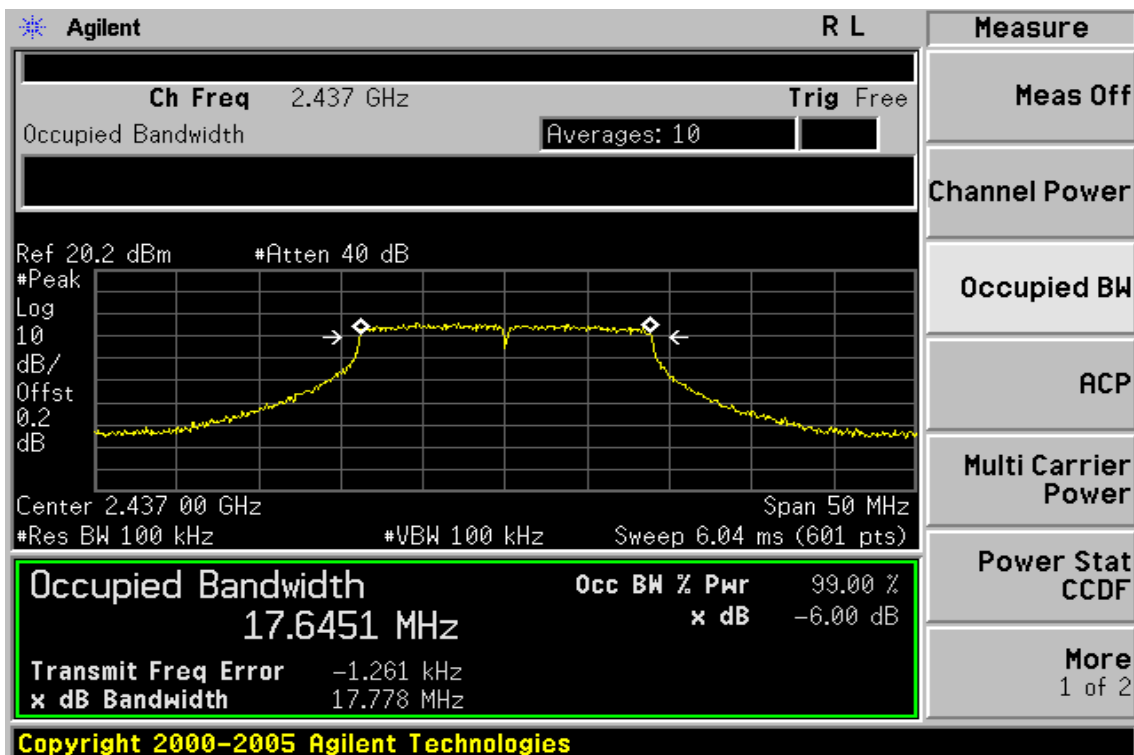 Agilent R L Measure
Ch Freq 2.437 GHz Trig Free
Meas Off
Occupied Bandwidth Averages: 10
Channel Power
Ref 20.2 dBm #Atten 40 dB
#Peak
Log
10
dB/
Offst
0.2
dB
Occupied BW
ACP
Center 2.437 00 GHz Span 50 MHz
#Res BW 100 kHz #VBW 100 kHz Sweep 6.04 ms (601 pts)
Multi Carrier
Power
Occupied Bandwidth Occ BW % Pwr 99.00 %
17.6451 MHz x dB -6.00 dB
Transmit Freq Error -1.261 kHz
x dB Bandwidth 17.778 MHz
Power Stat
CCDF
More
1 of 2
Copyright 2000-2005 Agilent Technologies